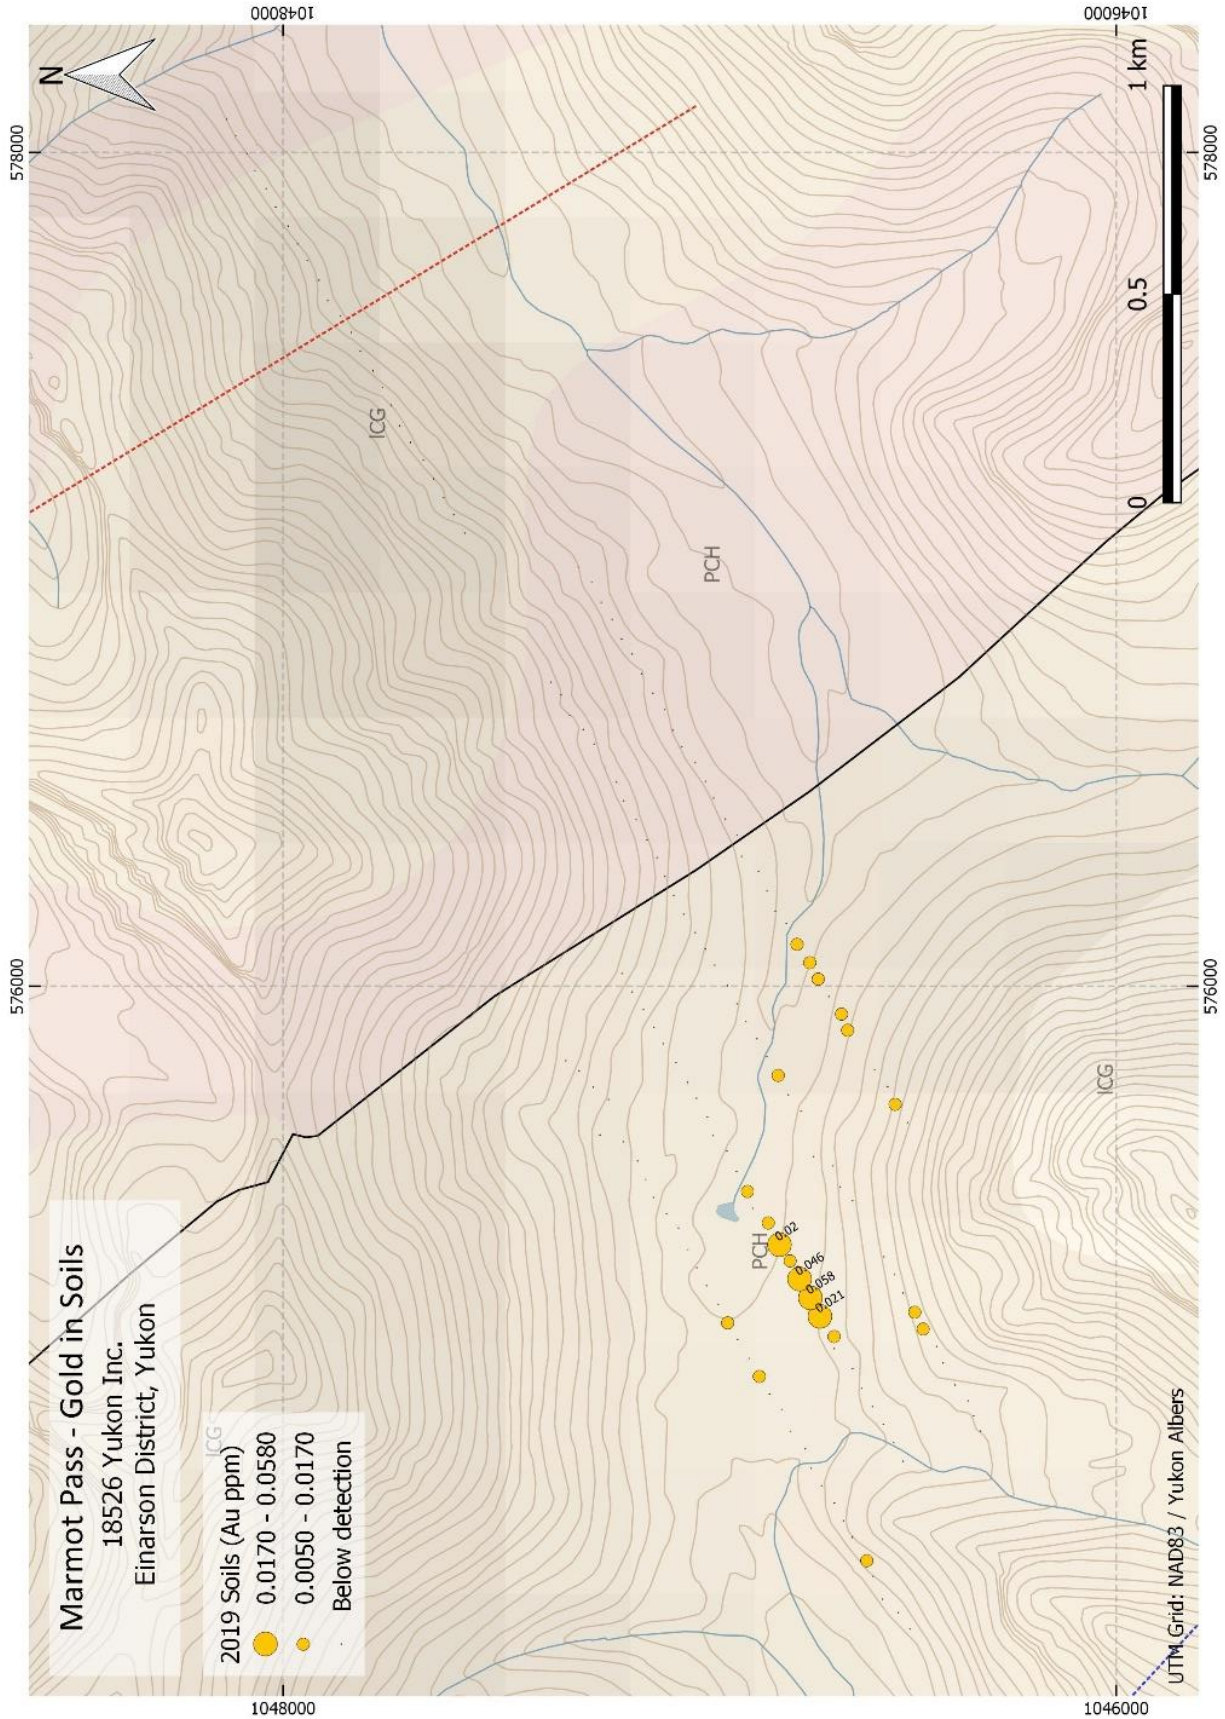 Marmot Pass - Gold in Soils
18526 Yukon Inc.
Einarson District, Yukon
ICG
2019 Soils (Au ppm)
0.0170 - 0.0580
0.0050 - 0.0170
Below detection
N
576000
578000
1048000
1048000
ICG
PCH
PCH
0.02
0.046
0.058
0.021
ICG
1046000
1046000
0
0.5
1 km
UTM Grid: NAD83 / Yukon Albers
576000
578000